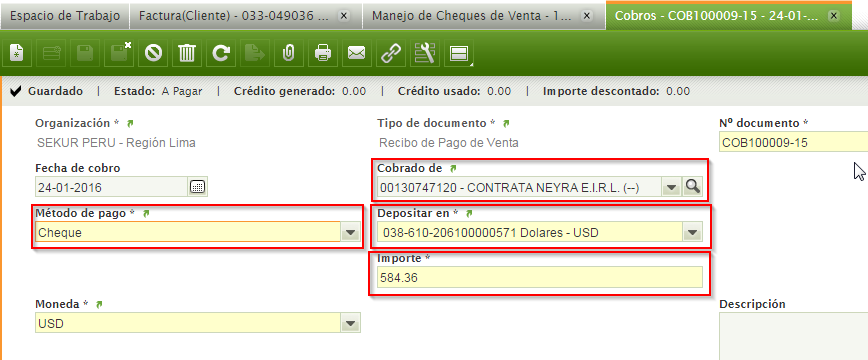 Espacio de Trabajo Factura(Cliente) - 033-049036 ... Manejo de Cheques de Venta - 1... Cobros - COB100009-15 - 24-01-...
Guardado | Estado: A Pagar | Crédito generado: 0.00 | Crédito usado: 0.00 | Importe descontado: 0.00
Organización * Tipo de documento * Nº documento *
SEKUR PERU - Región Lima Recibo de Pago de Venta COB100009-15
Fecha de cobro Cobrado de
24-01-2016 00130747120 - CONTRATA NEYRA E.I.R.L. (--)
Método de pago * Depositar en *
Cheque 038-610-206100000571 Dolares - USD
Importe *
584.36
Moneda * Descripción
USD